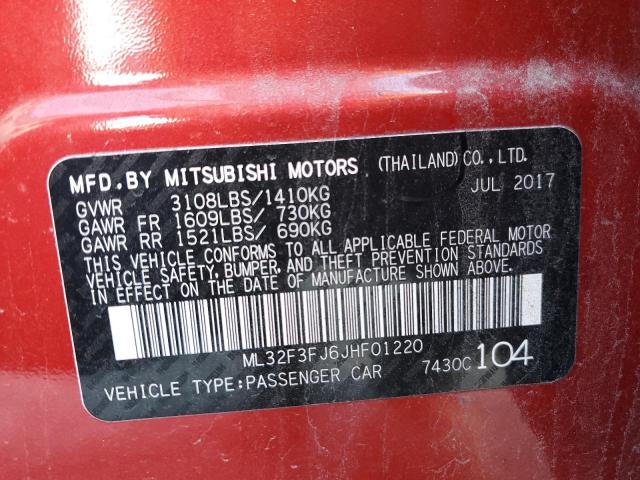 MFD.BY MITSUBISHI MOTORS (THAILAND)CO.,LTD.
GVWR 3108LBS/1410KG JUL 2017
GAWR FR 1609LBS/ 730KG
GAWR RR 1521LBS/ 690KG
THIS VEHICLE CONFORMS TO ALL APPLICABLE FEDERAL MOTOR
VEHICLE SAFETY, BUMPER, AND THEFT PREVENTION STANDARDS
IN EFFECT ON THE DATE OF MANUFACTURE SHOWN ABOVE.
ML32F3FJ6JHF01220
VEHICLE TYPE:PASSENGER CAR 7430C 104